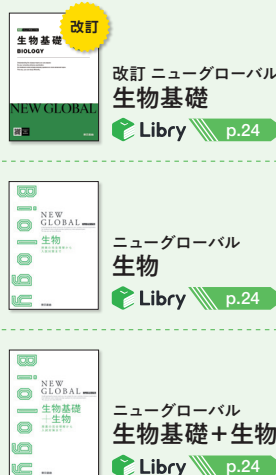 改訂
生物基礎
BIOLOGY
NEW GLOBAL
改訂 ニューグローバル
生物基礎
Libry p.24
Biology
NEW
GLOBAL
生物
ニューグローバル
生物
Libry p.24
Biology
NEW
GLOBAL
生物基礎
+生物
ニューグローバル
生物基礎+生物
Libry p.24